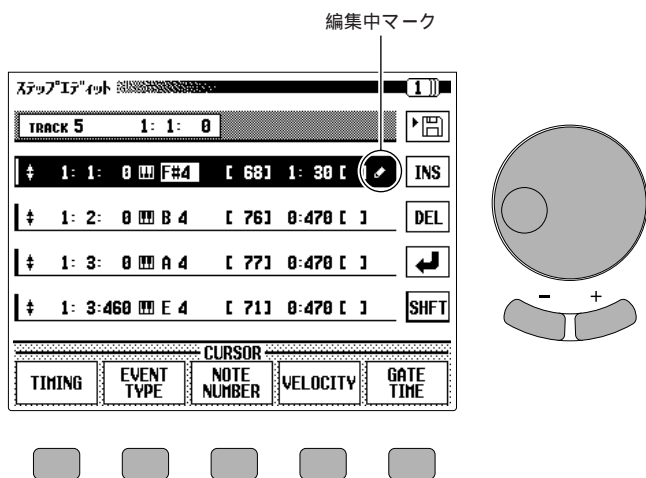 編集中マーク
ステップエディット 1
TRACK 5 1: 1: 0
1: 1: 0 F#4 [ 68] 1: 30 [ ] INS
1: 2: 0 B 4 [ 76] 0:470 [ ] DEL
1: 3: 0 A 4 [ 77] 0:470 [ ]
1: 3:460 E 4 [ 71] 0:470 [ ] SHFT
CURSOR
TIMING EVENT TYPE NOTE NUMBER VELOCITY GATE TIME
− +